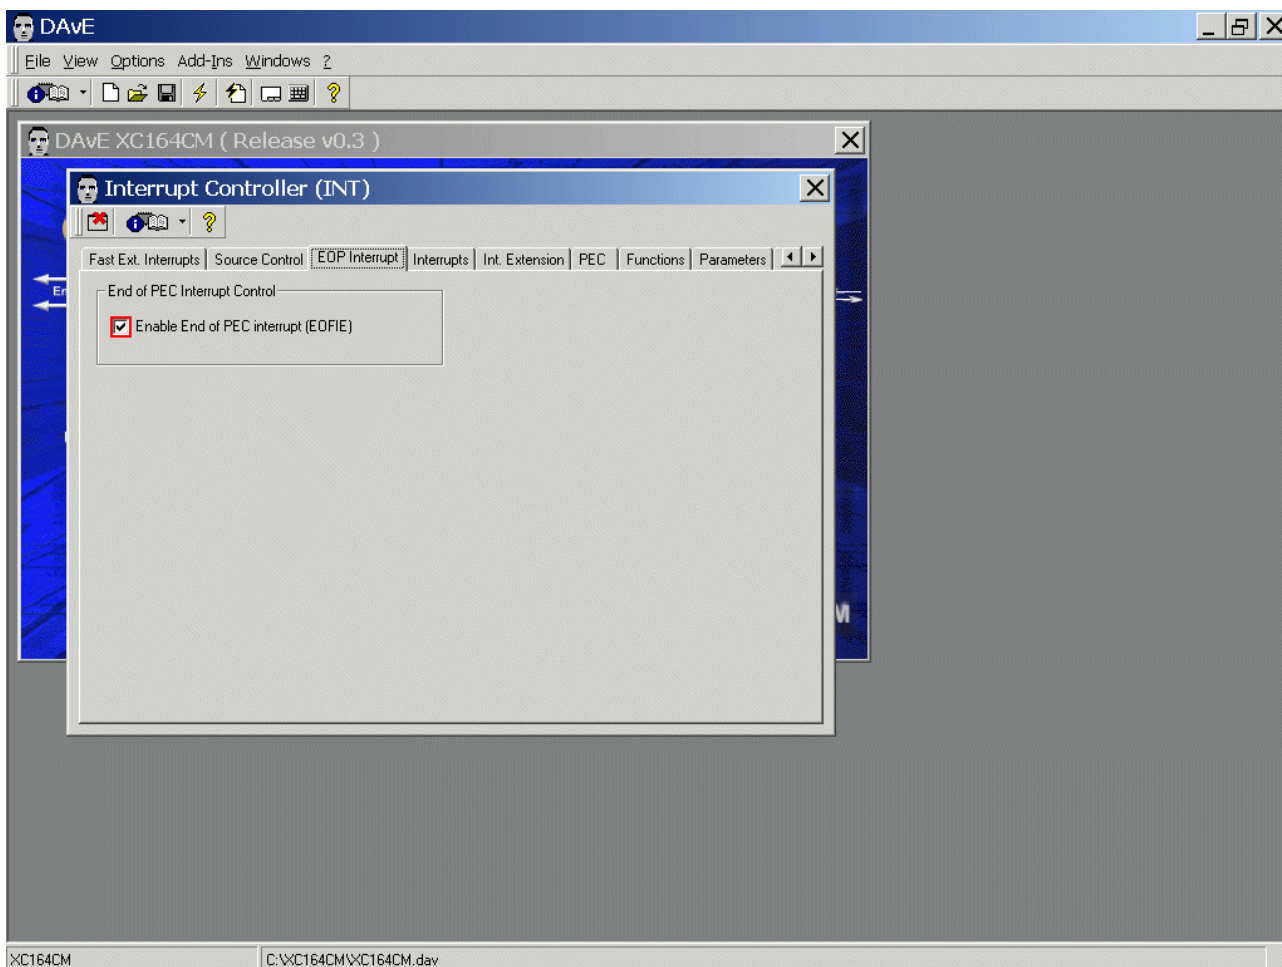 DAvE
File View Options Add-Ins Windows ?
DAvE XC164CM ( Release v0.3 )
Interrupt Controller (INT)
Fast Ext. Interrupts Source Control EOP Interrupt Interrupts Int. Extension PEC Functions Parameters
End of PEC Interrupt Control
Enable End of PEC interrupt (EOFIE)
M
XC164CM C:\XC164CM\XC164CM.dav